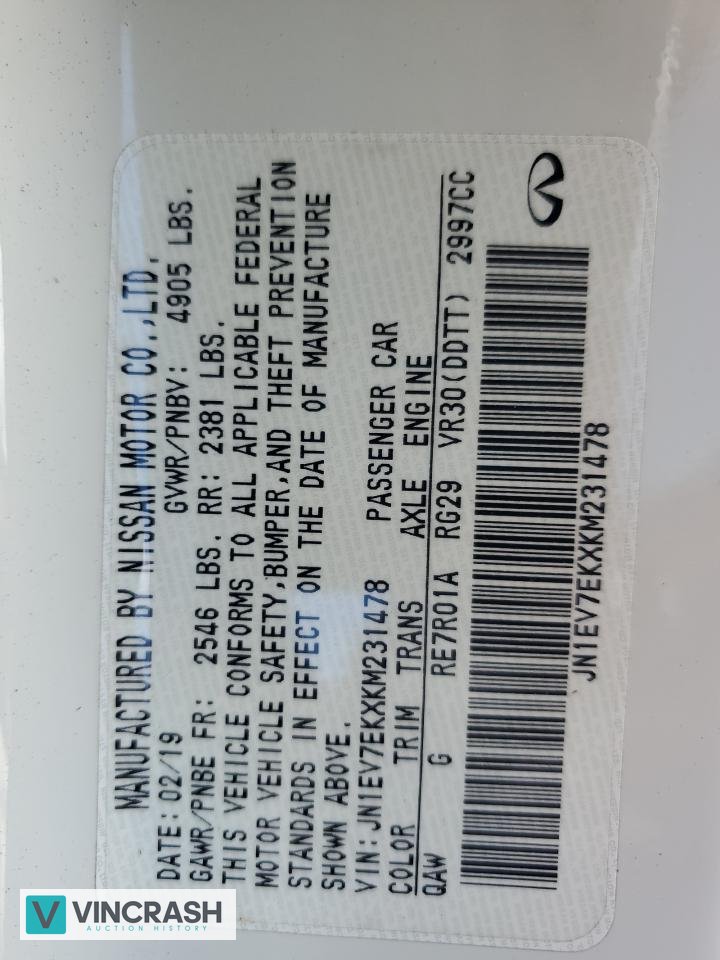 MANUFACTURED BY NISSAN MOTOR CO.,LTD.
DATE: 02/19 GVWR/PNBV: 4905 LBS.
GAWR/PNBE FR: 2546 LBS. RR: 2381 LBS.
THIS VEHICLE CONFORMS TO ALL APPLICABLE FEDERAL
MOTOR VEHICLE SAFETY,BUMPER,AND THEFT PREVENTION
STANDARDS IN EFFECT ON THE DATE OF MANUFACTURE
SHOWN ABOVE.
VIN:JN1EV7EKXKM231478 PASSENGER CAR
COLOR TRIM TRANS AXLE ENGINE
QAW G RE7R01A RG29 VR30(DDTT) 2997CC
JN1EV7EKXKM231478
V VINCRASH
AUCTION HISTORY